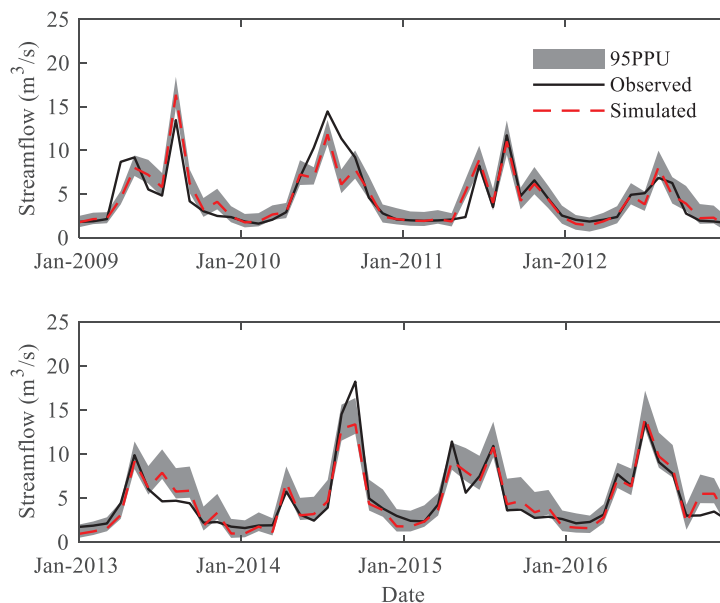 25
20
15
10
5
0
Streamflow (m³/s)
95PPU
Observed
Simulated
Jan-2009 Jan-2010 Jan-2011 Jan-2012
25
20
15
10
5
0
Streamflow (m³/s)
Jan-2013 Jan-2014 Jan-2015 Jan-2016
Date